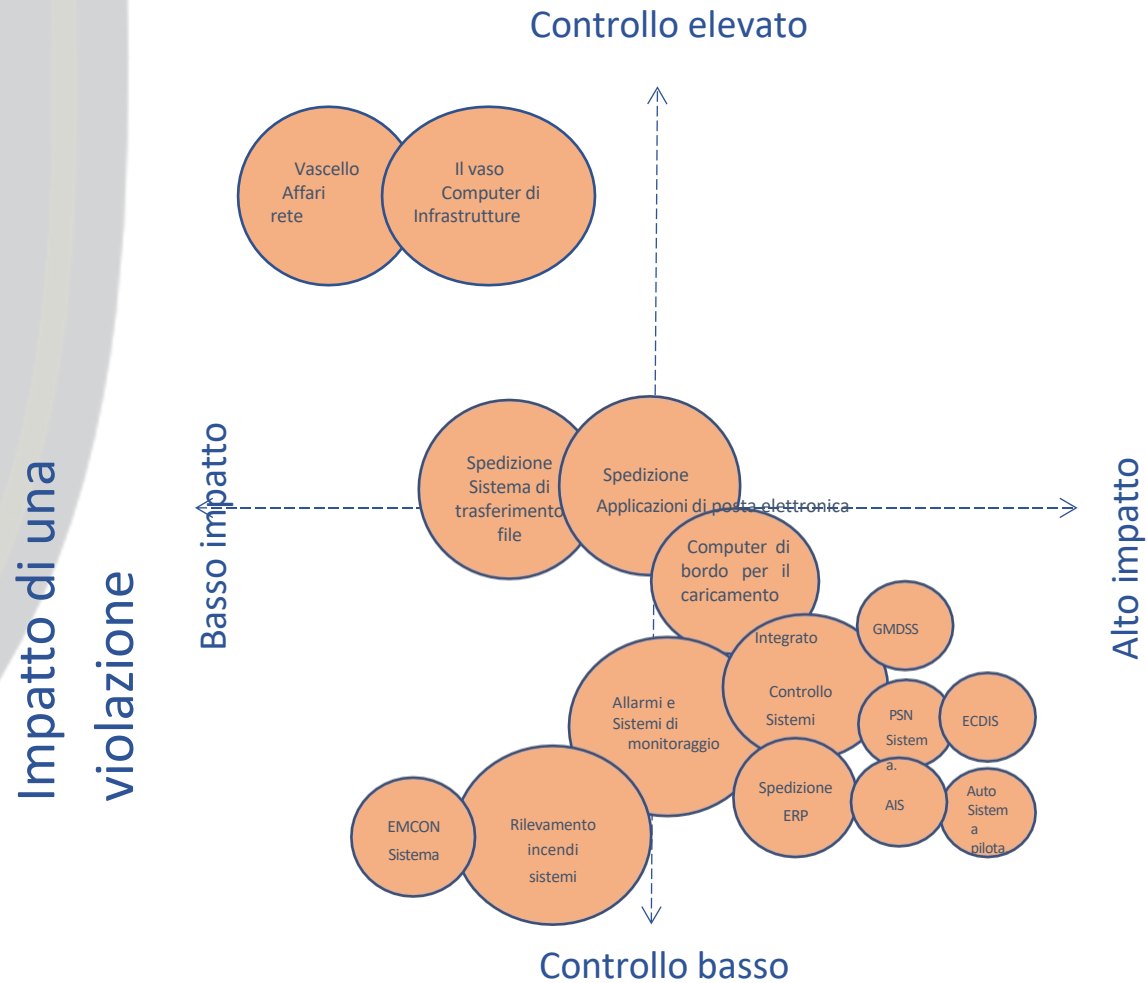 Controllo elevato
Vascello
Affari
rete
Il vaso
Computer di
Infrastrutture
Impatto di una
violazione
Basso impatto
Alto impatto
Spedizione
Sistema di
trasferimento
file
Spedizione
Applicazioni di posta elettronica
Computer di
bordo per il
caricamento
Integrato
Controllo
Sistemi
GMDSS
Allarmi e
Sistemi di
monitoraggio
PSN
Sistem
a.
ECDIS
Spedizione
ERP
AIS
Auto
Sistem
a
pilota
EMCON
Sistema
Rilevamento
incendi
sistemi
Controllo basso